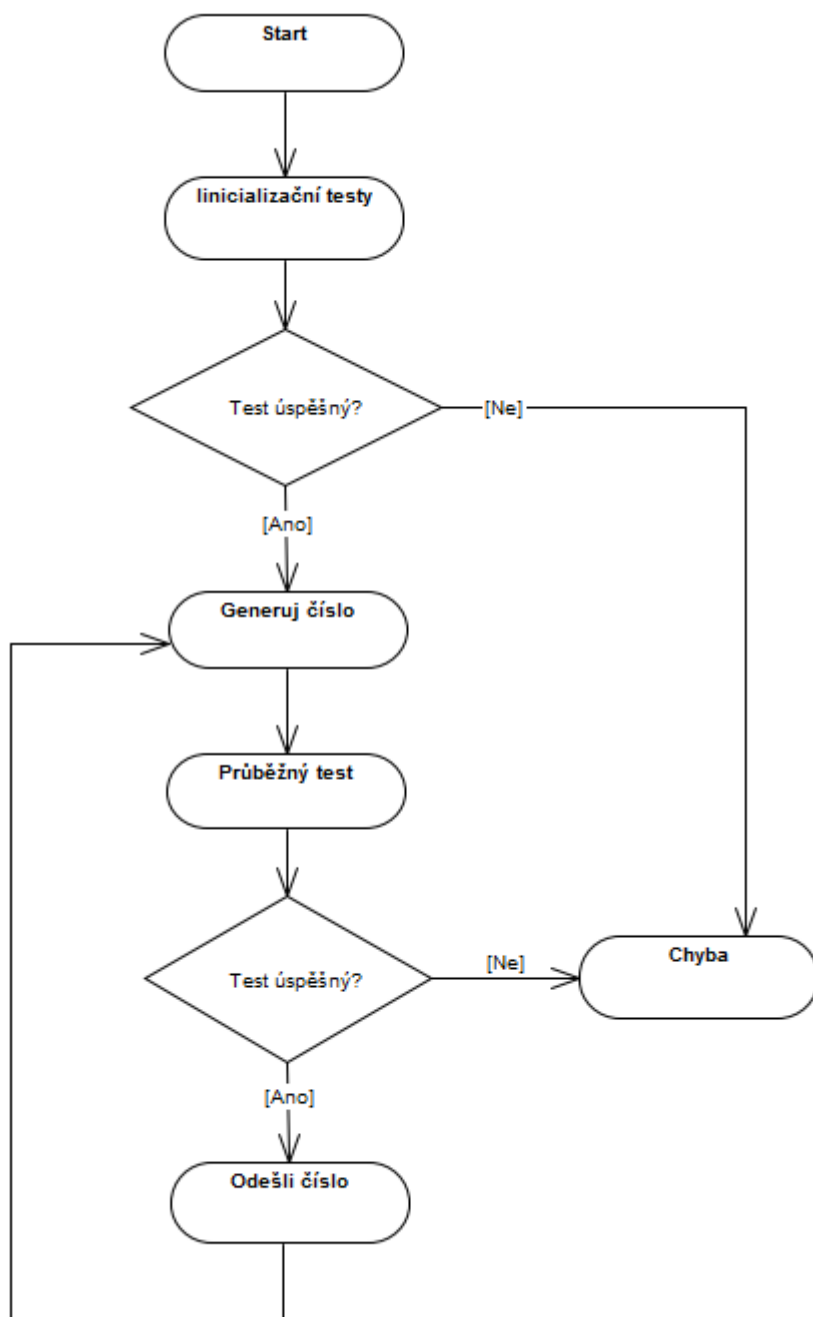 Start
Iinicializační testy
Test úspěšný?
[Ne]
[Ano]
Generuj číslo
Průběžný test
Test úspěšný?
[Ne]
Chyba
[Ano]
Odešli číslo